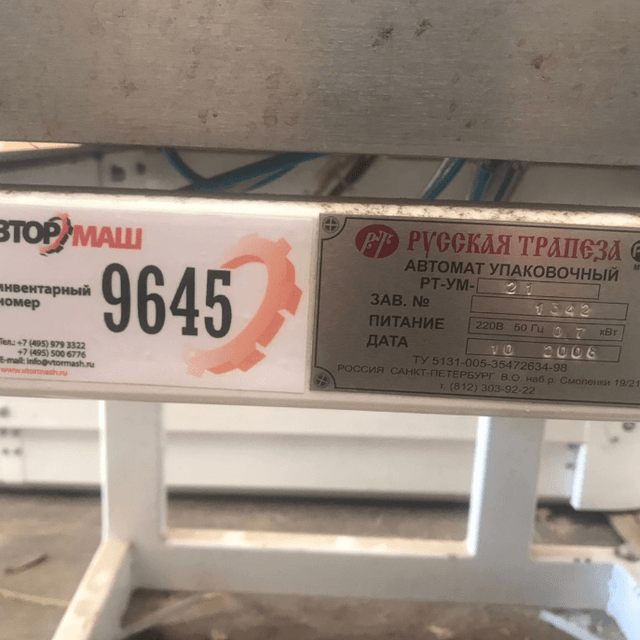 ВТОРМАШ
инвентарный
номер
9645
Тел.: +7 (495) 979 3322
+7 (495) 500 6776
E-mail: info@vtormash.ru
www.vtormash.ru
РТ РУССКАЯ ТРАПЕЗА
АВТОМАТ УПАКОВОЧНЫЙ
РТ-УМ- 21
ЗАВ. № 1342
ПИТАНИЕ 220В 50 Гц 0.7 кВт
ДАТА 10 2006
ТУ 5131-005-35472634-98
РОССИЯ САНКТ-ПЕТЕРБУРГ В.О наб.р Смоленки 19/21
т. (812) 303-92-22